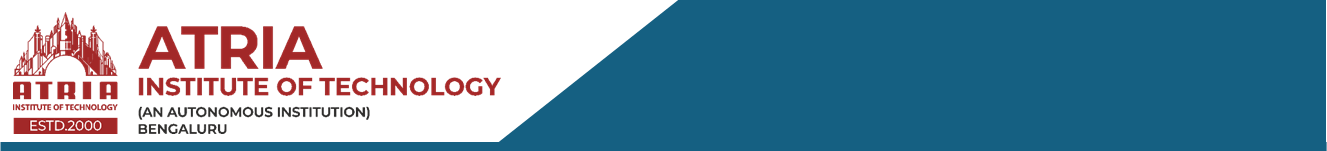 ATRIA
INSTITUTE OF TECHNOLOGY
ESTD.2000
ATRIA
INSTITUTE OF TECHNOLOGY
(AN AUTONOMOUS INSTITUTION)
BENGALURU